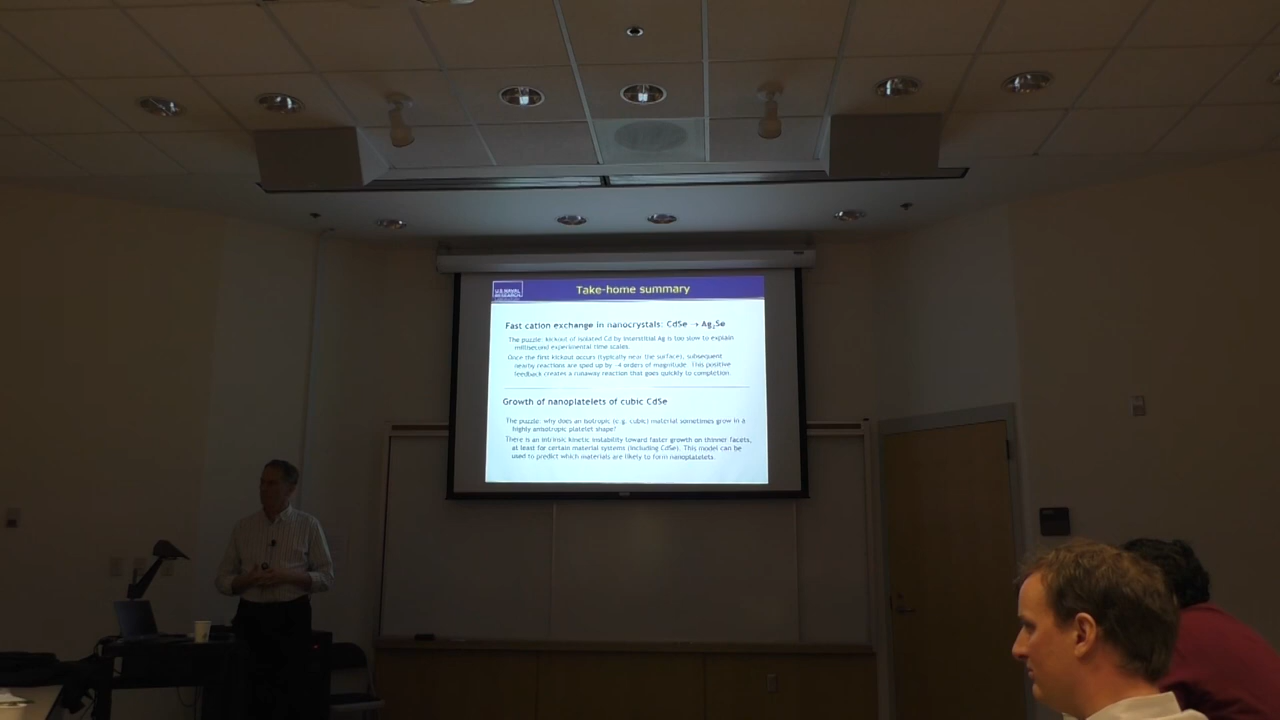 U.S. NAVAL
RESEARCH
Take-home summary
Fast cation exchange in nanocrystals: CdSe → Ag₂Se
The puzzle: kickout of isolated Cd by interstitial Ag is too slow to explain
millisecond experimental time scales.
Once the first kickout occurs (typically near the surface), subsequent
nearby reactions are sped up by ~4 orders of magnitude. This positive
feedback creates a runaway reaction that goes quickly to completion.
Growth of nanoplatelets of cubic CdSe
The puzzle: why does an isotropic (e.g. cubic) material sometimes grow in a
highly anisotropic platelet shape?
There is an intrinsic kinetic instability toward faster growth on thinner facets,
at least for certain material systems (including CdSe). This model can be
used to predict which materials are likely to form nanoplatelets.